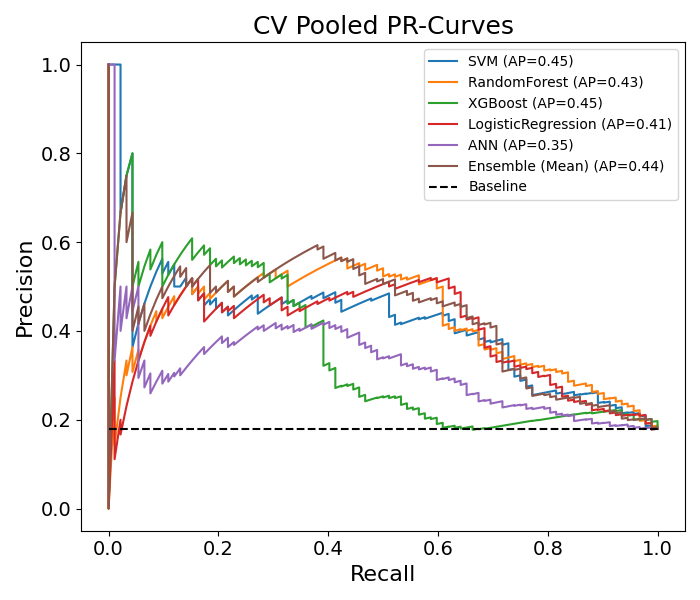 CV Pooled PR-Curves
SVM (AP=0.45)
RandomForest (AP=0.43)
XGBoost (AP=0.45)
LogisticRegression (AP=0.41)
ANN (AP=0.35)
Ensemble (Mean) (AP=0.44)
Baseline
Precision
1.0
0.8
0.6
0.4
0.2
0.0
0.0 0.2 0.4 0.6 0.8 1.0
Recall